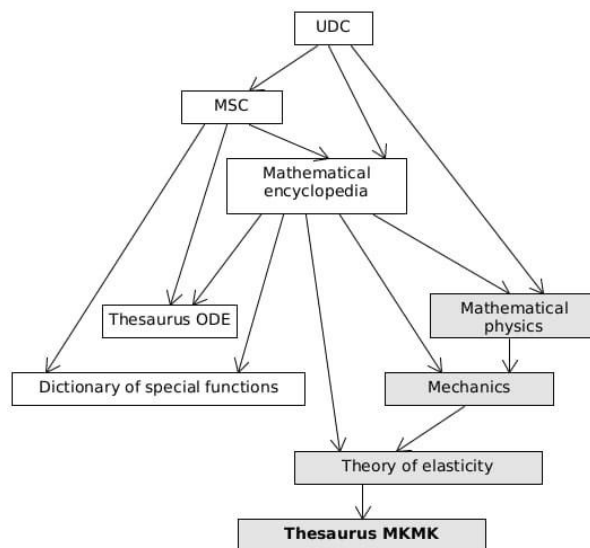 UDC
MSC
Mathematical
encyclopedia
Thesaurus ODE
Mathematical
physics
Dictionary of special functions
Mechanics
Theory of elasticity
Thesaurus MKMK